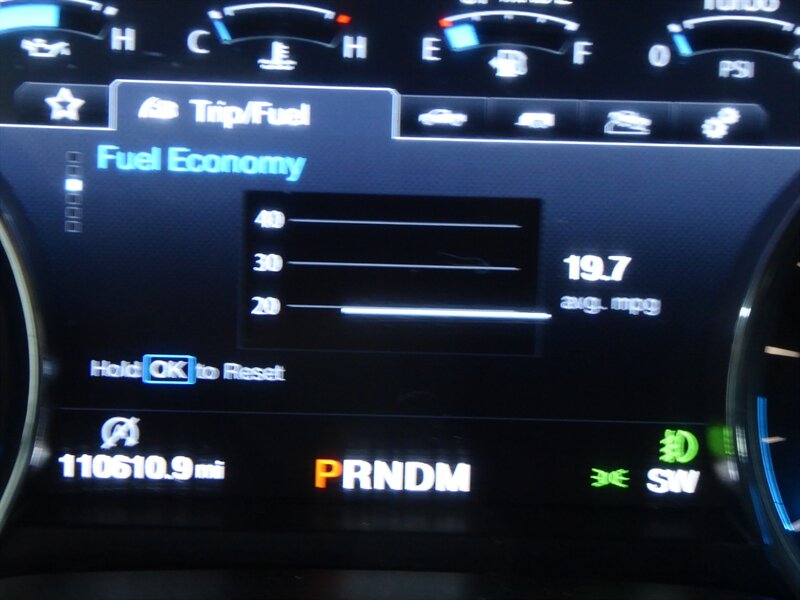 Turbo
H C H E F 0
PSI
Trip/Fuel
Fuel Economy
40
30
19.7
20
avg. mpg
Hold OK to Reset
110610.9 mi
PRNDM
SW